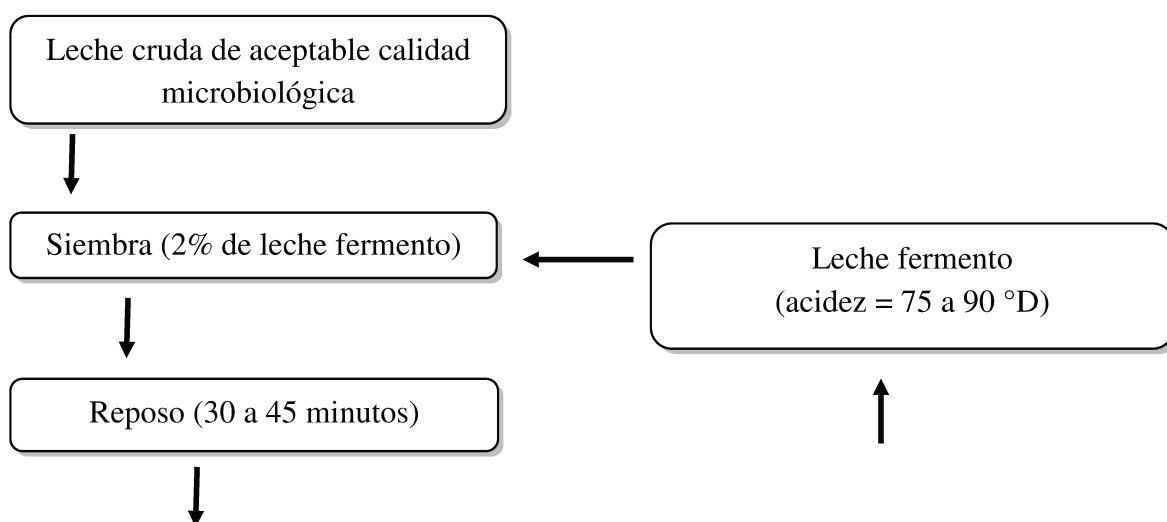 Leche cruda de aceptable calidad
microbiológica
Siembra (2% de leche fermento)
Leche fermento
(acidez = 75 a 90 °D)
Reposo (30 a 45 minutos)